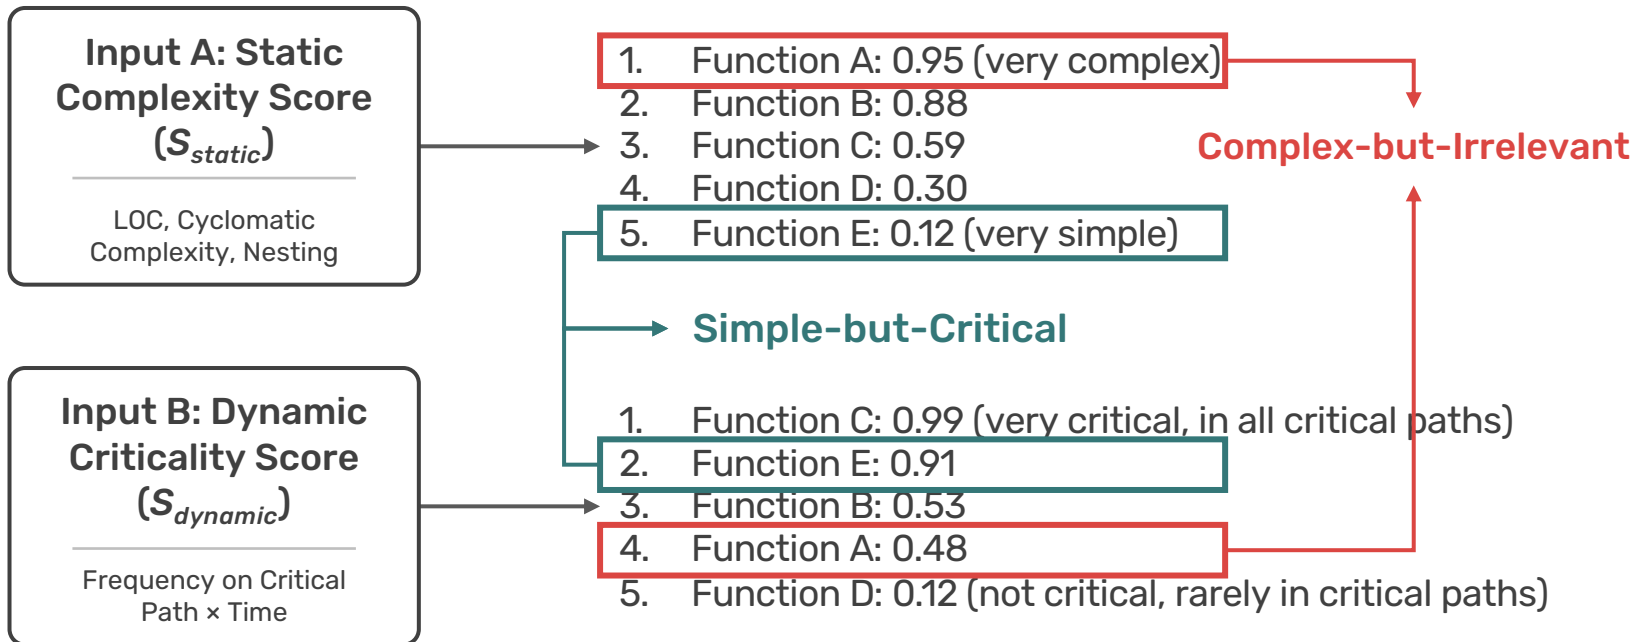 Input A: Static
Complexity Score
(S_static)
LOC, Cyclomatic
Complexity, Nesting
1. Function A: 0.95 (very complex)
2. Function B: 0.88
3. Function C: 0.59
4. Function D: 0.30
5. Function E: 0.12 (very simple)
Complex-but-Irrelevant
Simple-but-Critical
Input B: Dynamic
Criticality Score
(S_dynamic)
Frequency on Critical
Path × Time
1. Function C: 0.99 (very critical, in all critical paths)
2. Function E: 0.91
3. Function B: 0.53
4. Function A: 0.48
5. Function D: 0.12 (not critical, rarely in critical paths)